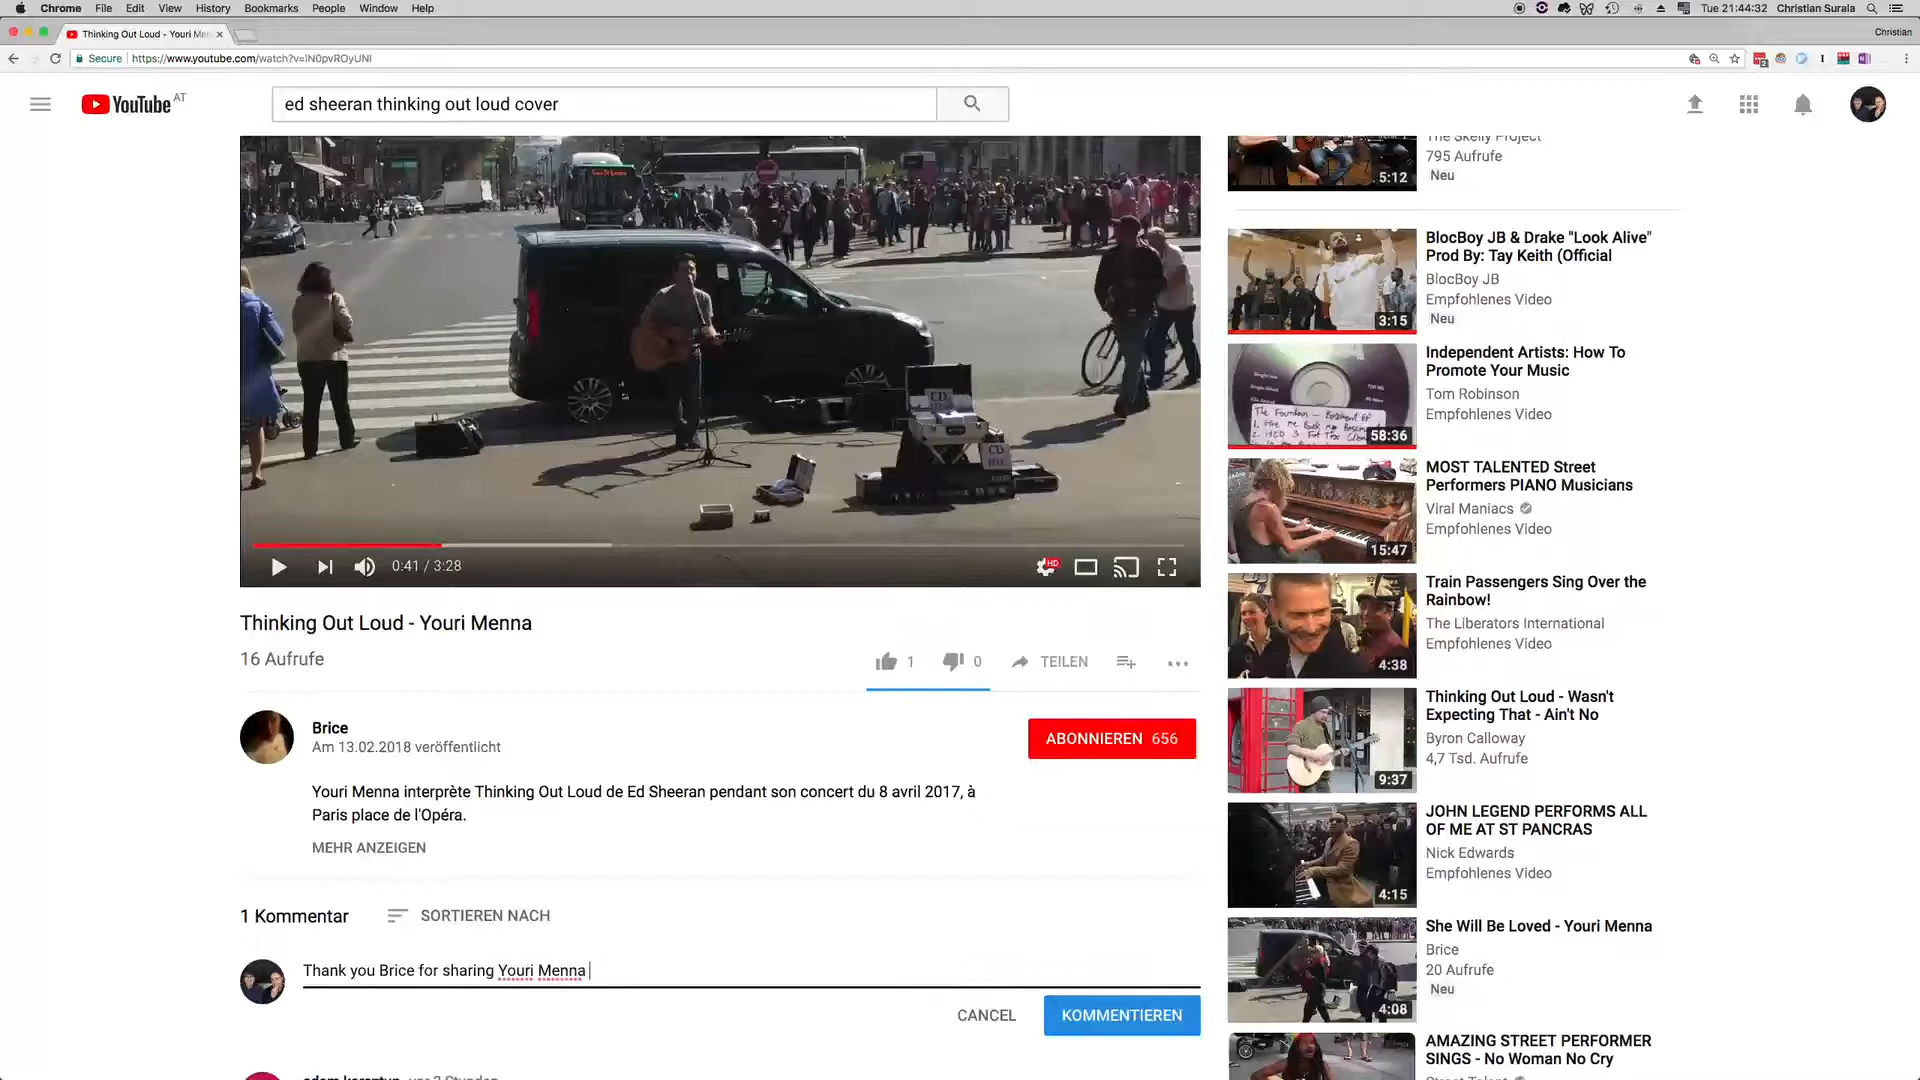 Chrome File Edit View History Bookmarks People Window Help
Tue 21:44:32 Christian Surala
Thinking Out Loud - Youri Me
Christian
Secure https://www.youtube.com/watch?v=lN0pvROyUNI
YouTube AT
ed sheeran thinking out loud cover
CD
CD
10€
0:41 / 3:28
HD
Thinking Out Loud - Youri Menna
16 Aufrufe
1 0 TEILEN
Brice
Am 13.02.2018 veröffentlicht
ABONNIEREN 656
Youri Menna interprète Thinking Out Loud de Ed Sheeran pendant son concert du 8 avril 2017, à
Paris place de l'Opéra.
MEHR ANZEIGEN
1 Kommentar SORTIEREN NACH
Thank you Brice for sharing Youri Menna
CANCEL KOMMENTIEREN
The Skelly Project
795 Aufrufe
Neu
5:12
BlocBoy JB & Drake "Look Alive"
Prod By: Tay Keith (Official
BlocBoy JB
Empfohlenes Video
Neu
3:15
Independent Artists: How To
Promote Your Music
Tom Robinson
Empfohlenes Video
58:36
MOST TALENTED Street
Performers PIANO Musicians
Viral Maniacs
Empfohlenes Video
15:47
Train Passengers Sing Over the
Rainbow!
The Liberators International
Empfohlenes Video
4:38
Thinking Out Loud - Wasn't
Expecting That - Ain't No
Byron Calloway
4,7 Tsd. Aufrufe
9:37
JOHN LEGEND PERFORMS ALL
OF ME AT ST PANCRAS
Nick Edwards
Empfohlenes Video
4:15
She Will Be Loved - Youri Menna
Brice
20 Aufrufe
Neu
4:08
AMAZING STREET PERFORMER
SINGS - No Woman No Cry